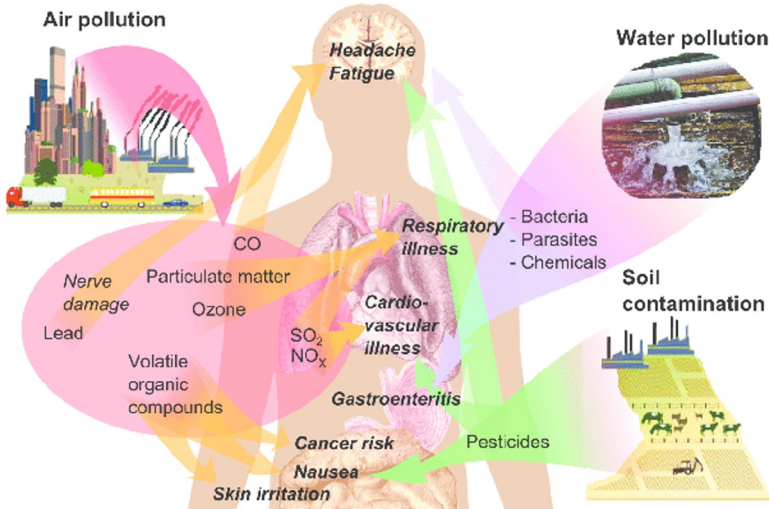 Air pollution
Water pollution
Headache
Fatigue
- Bacteria
- Parasites
- Chemicals
Respiratory
illness
CO
Nerve
damage
Particulate matter
Ozone
Lead
SO₂
NOₓ
Cardio-
vascular
illness
Soil
contamination
Volatile
organic
compounds
Gastroenteritis
Cancer risk
Pesticides
Nausea
Skin irritation